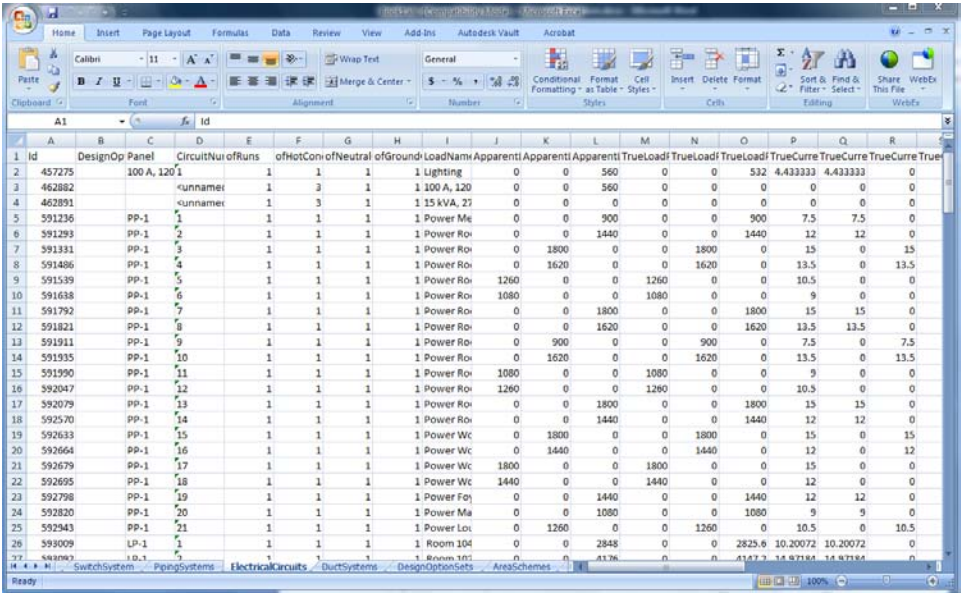 [Compatibility Mode] - Microsoft Excel
Home Insert Page Layout Formulas Data Review View Add-Ins Autodesk Vault Acrobat
Paste
Calibri 11 A A Wrap Text General Conditional Formatting Format as Table Cell Styles Insert Delete Format Sort & Filter Find & Select Share This File WebEx
B I U A Merge & Center $ % ,
Clipboard Font Alignment Number Styles Cells Editing WebEx
A1 fx Id
A B C D E F G H I J K L M N O P Q R
1 Id DesignOp Panel CircuitNu ofRuns ofHotCon ofNeutral ofGround LoadName Apparent Apparent Apparent TrueLoad TrueLoad TrueLoad TrueCurre TrueCurre TrueCurre True
2 457275 100 A, 120 1 1 1 1 1 Lighting 0 0 560 0 0 532 4.433333 4.433333 0
3 462882 <unnamed 1 3 1 1 100 A, 120 0 0 560 0 0 0 0 0 0
4 462891 <unnamed 1 3 1 1 15 kVA, 27 0 0 0 0 0 0 0 0 0
5 591236 PP-1 1 1 1 1 1 Power Me 0 0 900 0 0 900 7.5 7.5 0
6 591293 PP-1 2 1 1 1 1 Power Ro 0 0 1440 0 0 1440 12 12 0
7 591331 PP-1 3 1 1 1 1 Power Ro 0 1800 0 0 1800 0 15 0 15
8 591486 PP-1 4 1 1 1 1 Power Ro 0 1620 0 0 1620 0 13.5 0 13.5
9 591539 PP-1 5 1 1 1 1 Power Ro 1260 0 0 1260 0 0 10.5 0 0
10 591638 PP-1 6 1 1 1 1 Power Ro 1080 0 0 1080 0 0 9 0 0
11 591792 PP-1 7 1 1 1 1 Power Ro 0 0 1800 0 0 1800 15 15 0
12 591821 PP-1 8 1 1 1 1 Power Ro 0 0 1620 0 0 1620 13.5 13.5 0
13 591911 PP-1 9 1 1 1 1 Power Ro 0 900 0 0 900 0 7.5 0 7.5
14 591935 PP-1 10 1 1 1 1 Power Ro 0 1620 0 0 1620 0 13.5 0 13.5
15 591990 PP-1 11 1 1 1 1 Power Ro 1080 0 0 1080 0 0 9 0 0
16 592047 PP-1 12 1 1 1 1 Power Ro 1260 0 0 1260 0 0 10.5 0 0
17 592079 PP-1 13 1 1 1 1 Power Ro 0 0 1800 0 0 1800 15 15 0
18 592570 PP-1 14 1 1 1 1 Power Ro 0 0 1440 0 0 1440 12 12 0
19 592633 PP-1 15 1 1 1 1 Power Wo 0 1800 0 0 1800 0 15 0 15
20 592664 PP-1 16 1 1 1 1 Power Wo 0 1440 0 0 1440 0 12 0 12
21 592679 PP-1 17 1 1 1 1 Power Wo 1800 0 0 1800 0 0 15 0 0
22 592695 PP-1 18 1 1 1 1 Power Wo 1440 0 0 1440 0 0 12 0 0
23 592798 PP-1 19 1 1 1 1 Power Foy 0 0 1440 0 0 1440 12 12 0
24 592820 PP-1 20 1 1 1 1 Power Ma 0 0 1080 0 0 1080 9 9 0
25 592943 PP-1 21 1 1 1 1 Power Lou 0 1260 0 0 1260 0 10.5 0 10.5
26 593009 LP-1 1 1 1 1 1 Room 104 0 0 2848 0 0 2825.6 10.20072 10.20072 0
27 593092 LP-1 2 1 1 1 1 Room 107 0 0 4176 0 0 4147.2 14.97184 14.97184 0
SwitchSystem PipingSystems ElectricalCircuits DuctSystems DesignOptionSets AreaSchemes
Ready 100%